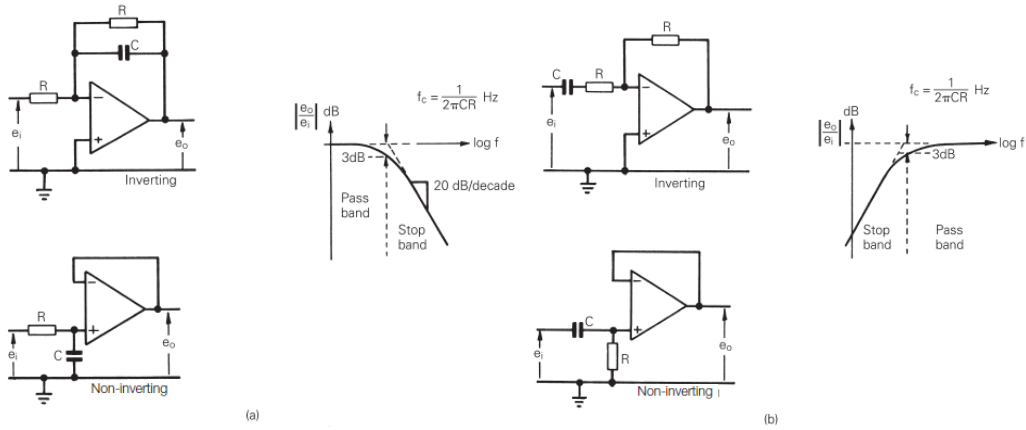 R
C
R
−
+
e_i
e_o
Inverting
f_c = 1/2πCR Hz
|e_o/e_i| dB
log f
3dB
20 dB/decade
Pass band
Stop band
R
−
+
C
e_i
e_o
Non-inverting
(a)
R
C
R
−
+
e_i
e_o
Inverting
f_c = 1/2πCR Hz
dB
|e_o/e_i|
log f
3dB
Stop band
Pass band
−
C
+
R
e_i
e_o
Non-inverting
(b)